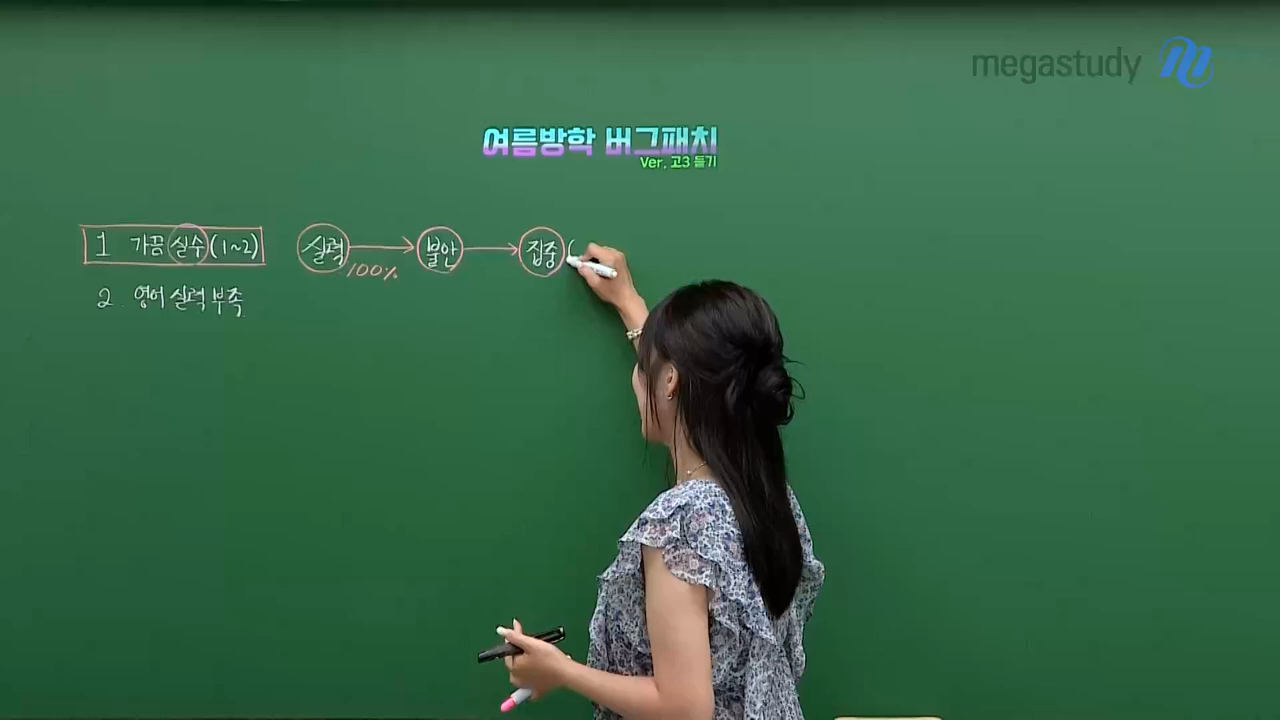 megastudy
여름방학 버그패치
Ver. 고3 듣기
1 가끔 실수 (1~2) 실력 → 불안 → 집중 (
100%
2. 영어 실력 부족